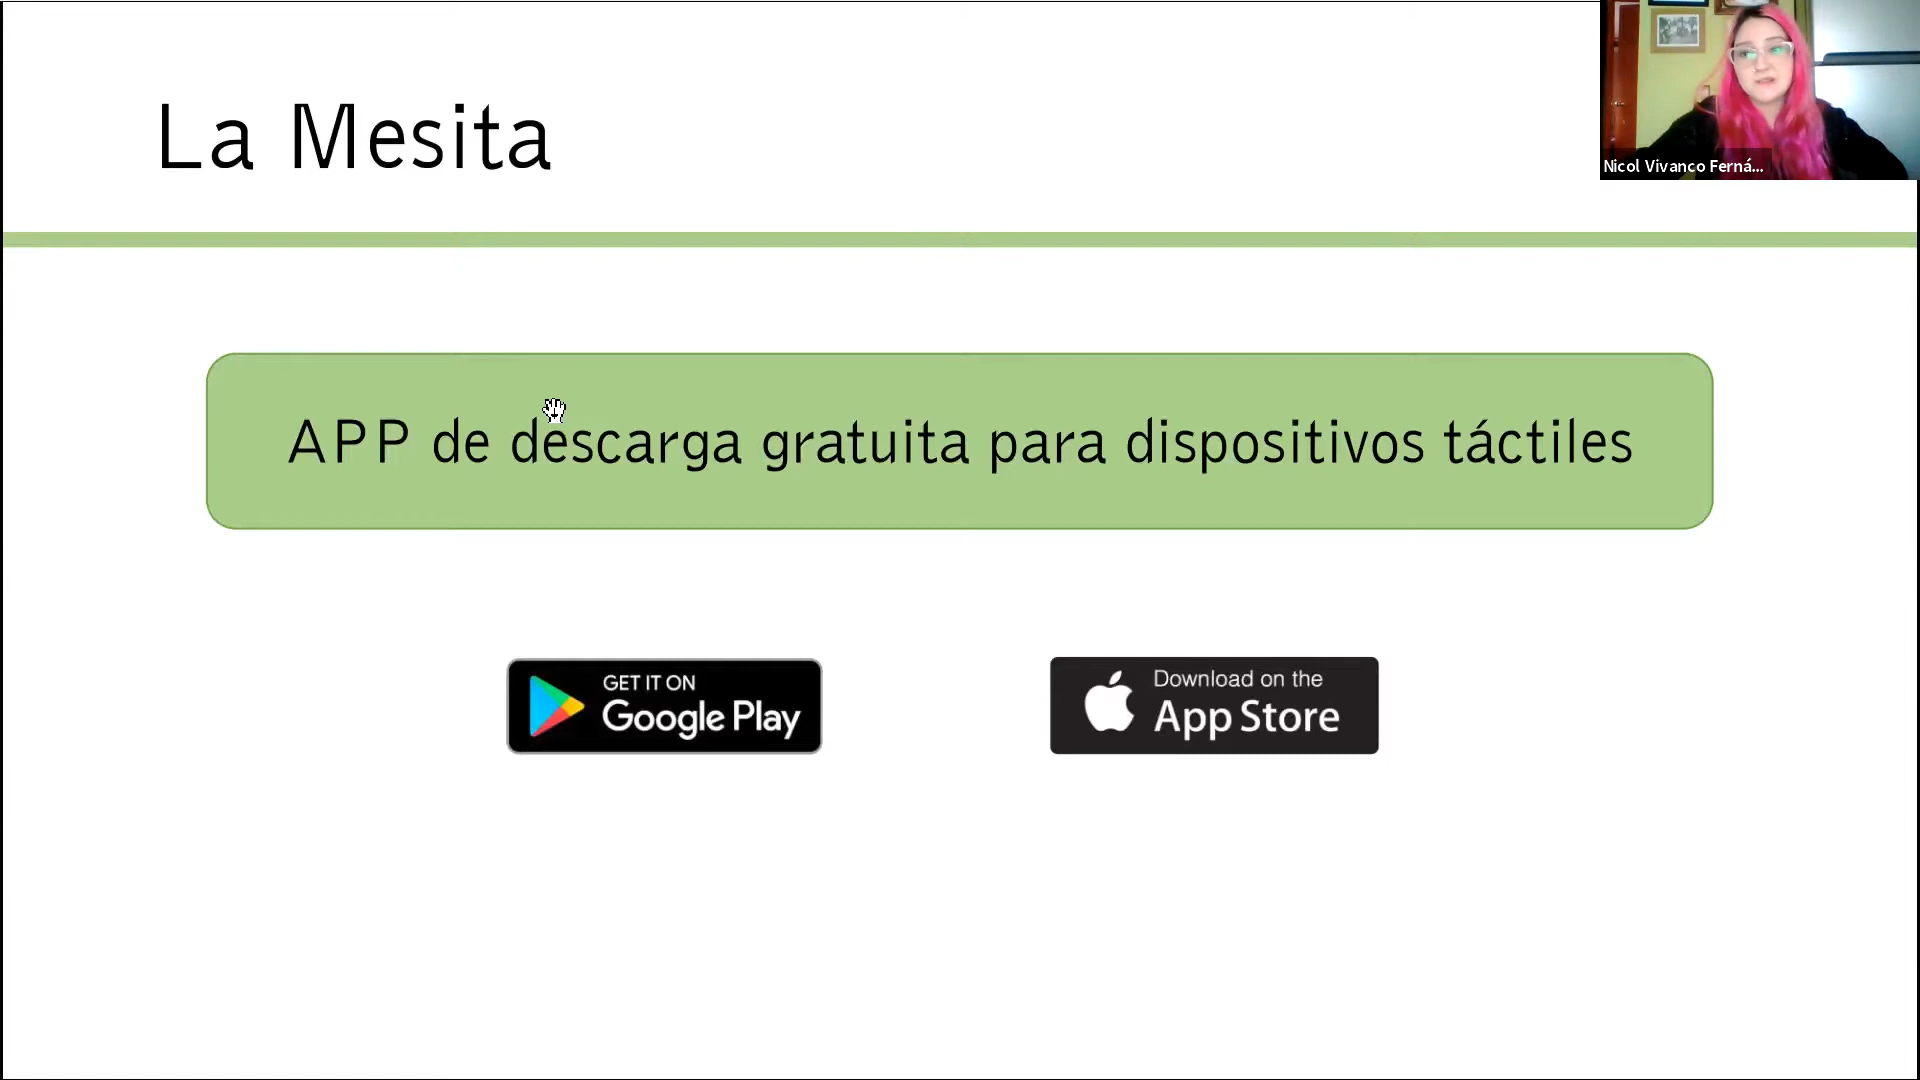 La Mesita
Nicol Vivanco Ferná...
APP de descarga gratuita para dispositivos táctiles
GET IT ON
Google Play
Download on the
App Store